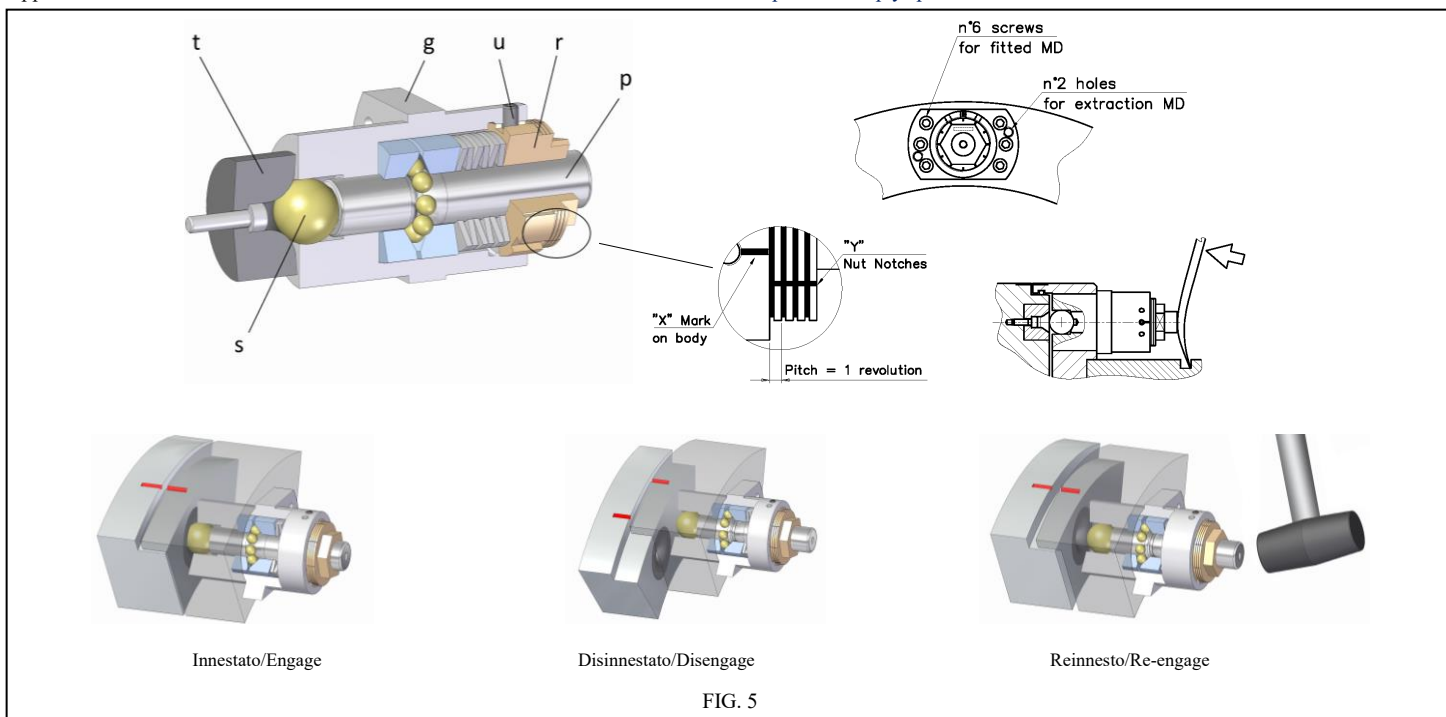 t
g
u
r
p
s
n°6 screws
for fitted MD
n°2 holes
for extraction MD
"X" Mark
on body
"Y"
Nut Notches
Pitch = 1 revolution
Innestato/Engage
Disinnestato/Disengage
Reinnesto/Re-engage
FIG. 5